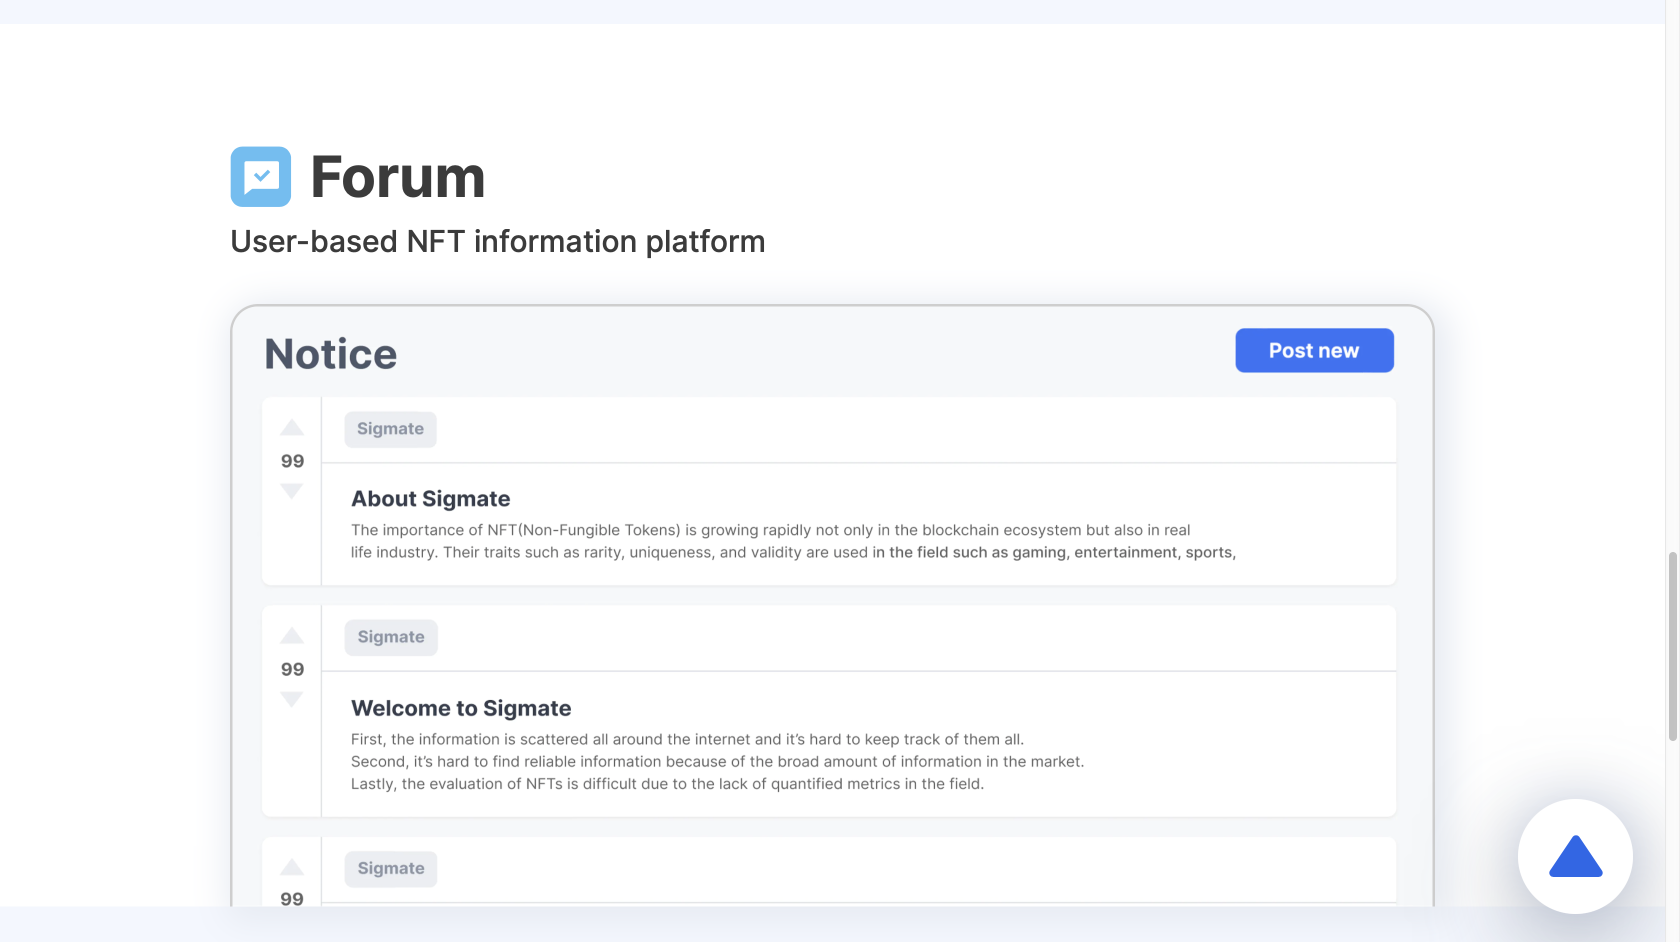 Forum
User-based NFT information platform
Notice
Post new
Sigmate
99
About Sigmate
The importance of NFT(Non-Fungible Tokens) is growing rapidly not only in the blockchain ecosystem but also in real
life industry. Their traits such as rarity, uniqueness, and validity are used in the field such as gaming, entertainment, sports,
Sigmate
99
Welcome to Sigmate
First, the information is scattered all around the internet and it’s hard to keep track of them all.
Second, it’s hard to find reliable information because of the broad amount of information in the market.
Lastly, the evaluation of NFTs is difficult due to the lack of quantified metrics in the field.
Sigmate
99